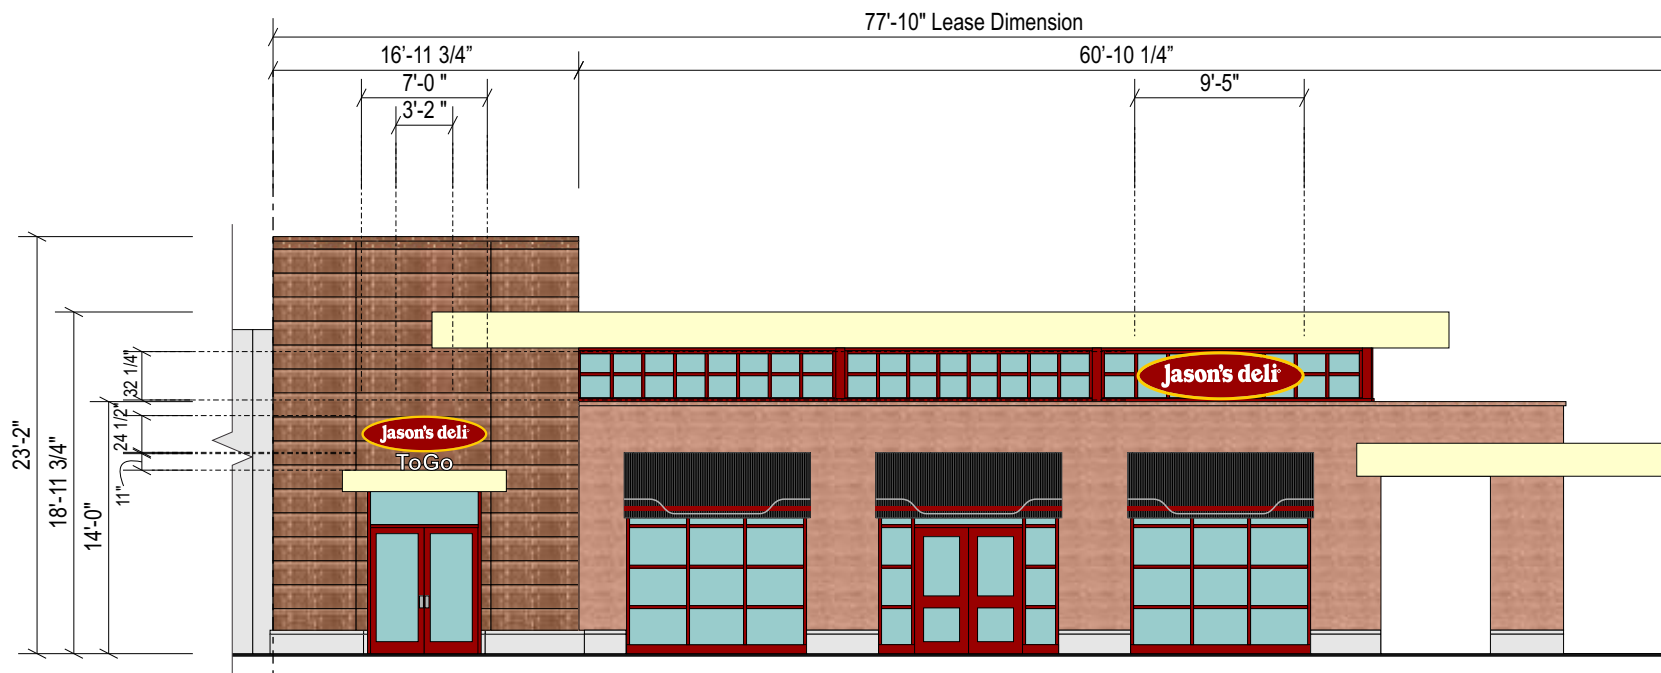 77'-10" Lease Dimension
16'-11 3/4” 60’-10 1/4”
7'-0 " 9'-5"
3'-2 "
23'-2"
18'-11 3/4"
14'-0"
32 1/4"
24 1/2"
11"
Jason's deli
Jason's deli
ToGo